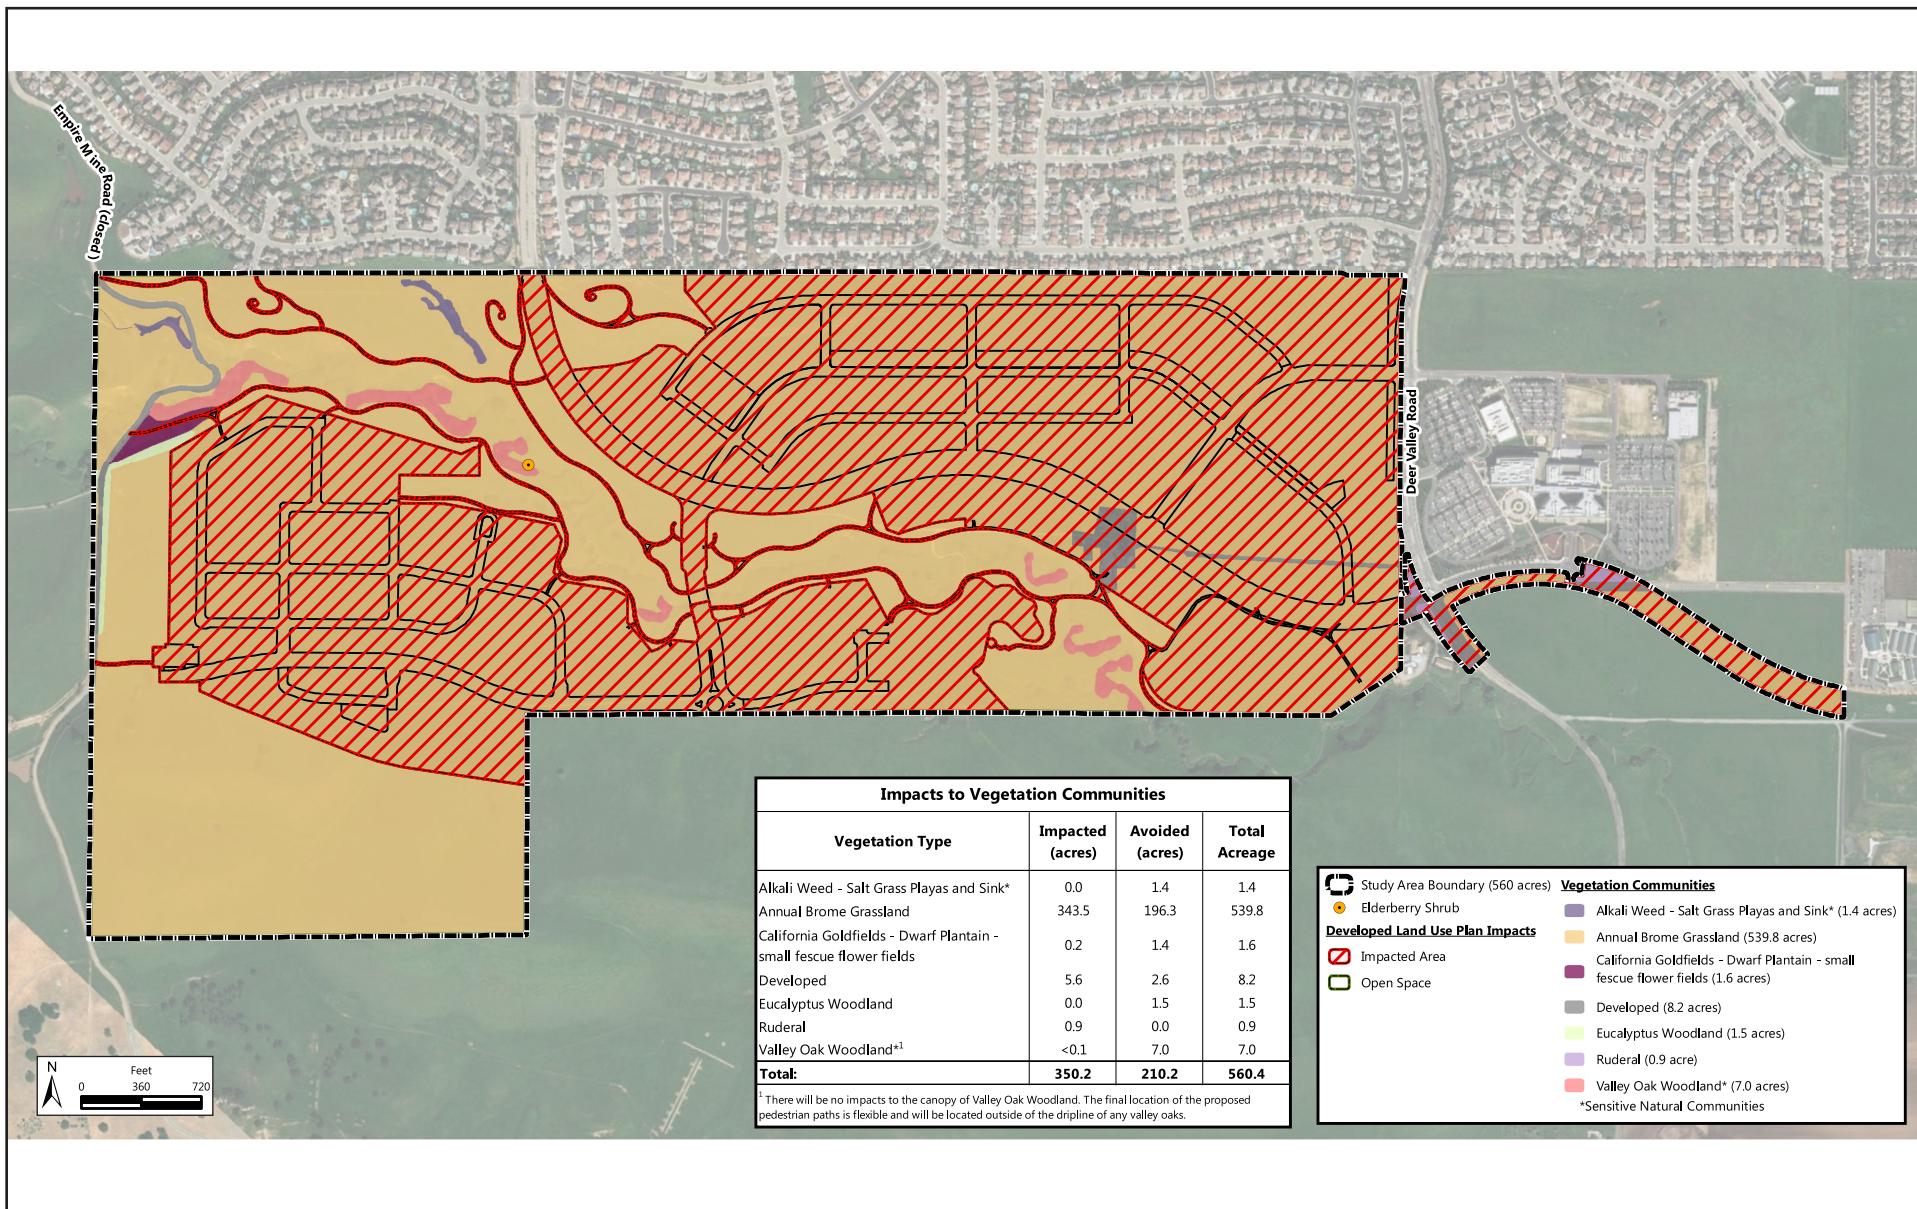 Empire Mine Road (closed)
Deer Valley Road
Impacts to Vegetation Communities
Vegetation Type Impacted (acres) Avoided (acres) Total Acreage
Alkali Weed - Salt Grass Playas and Sink* 0.0 1.4 1.4
Annual Brome Grassland 343.5 196.3 539.8
California Goldfields - Dwarf Plantain -
small fescue flower fields 0.2 1.4 1.6
Developed 5.6 2.6 8.2
Eucalyptus Woodland 0.0 1.5 1.5
Ruderal 0.9 0.0 0.9
Valley Oak Woodland*1 <0.1 7.0 7.0
Total: 350.2 210.2 560.4
1 There will be no impacts to the canopy of Valley Oak Woodland. The final location of the proposed
pedestrian paths is flexible and will be located outside of the dripline of any valley oaks.
Study Area Boundary (560 acres)
Elderberry Shrub
Developed Land Use Plan Impacts
Impacted Area
Open Space
Vegetation Communities
Alkali Weed - Salt Grass Playas and Sink* (1.4 acres)
Annual Brome Grassland (539.8 acres)
California Goldfields - Dwarf Plantain - small
fescue flower fields (1.6 acres)
Developed (8.2 acres)
Eucalyptus Woodland (1.5 acres)
Ruderal (0.9 acre)
Valley Oak Woodland* (7.0 acres)
*Sensitive Natural Communities
N
Feet
0 360 720